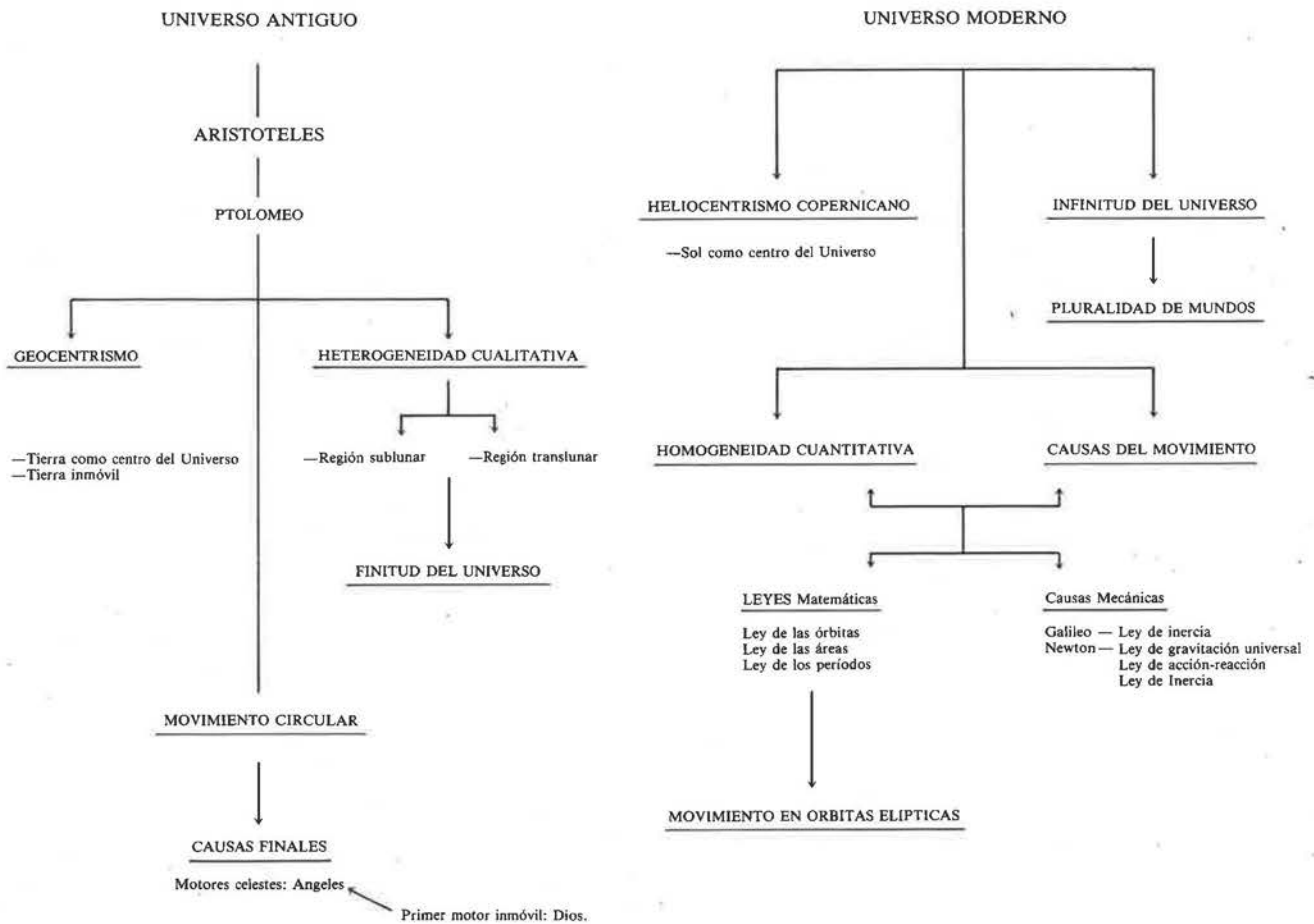 UNIVERSO ANTIGUO
ARISTOTELES
PTOLOMEO
GEOCENTRISMO
HETEROGENEIDAD CUALITATIVA
—Tierra como centro del Universo
—Tierra inmóvil
—Región sublunar
—Región translunar
FINITUD DEL UNIVERSO
MOVIMIENTO CIRCULAR
CAUSAS FINALES
Motores celestes: Angeles
Primer motor inmóvil: Dios.
UNIVERSO MODERNO
HELIOCENTRISMO COPERNICANO
—Sol como centro del Universo
INFINITUD DEL UNIVERSO
PLURALIDAD DE MUNDOS
HOMOGENEIDAD CUANTITATIVA
CAUSAS DEL MOVIMIENTO
LEYES Matemáticas
Ley de las órbitas
Ley de las áreas
Ley de los períodos
Causas Mecánicas
Galileo — Ley de inercia
Newton — Ley de gravitación universal
Ley de acción-reacción
Ley de Inercia
MOVIMIENTO EN ORBITAS ELIPTICAS